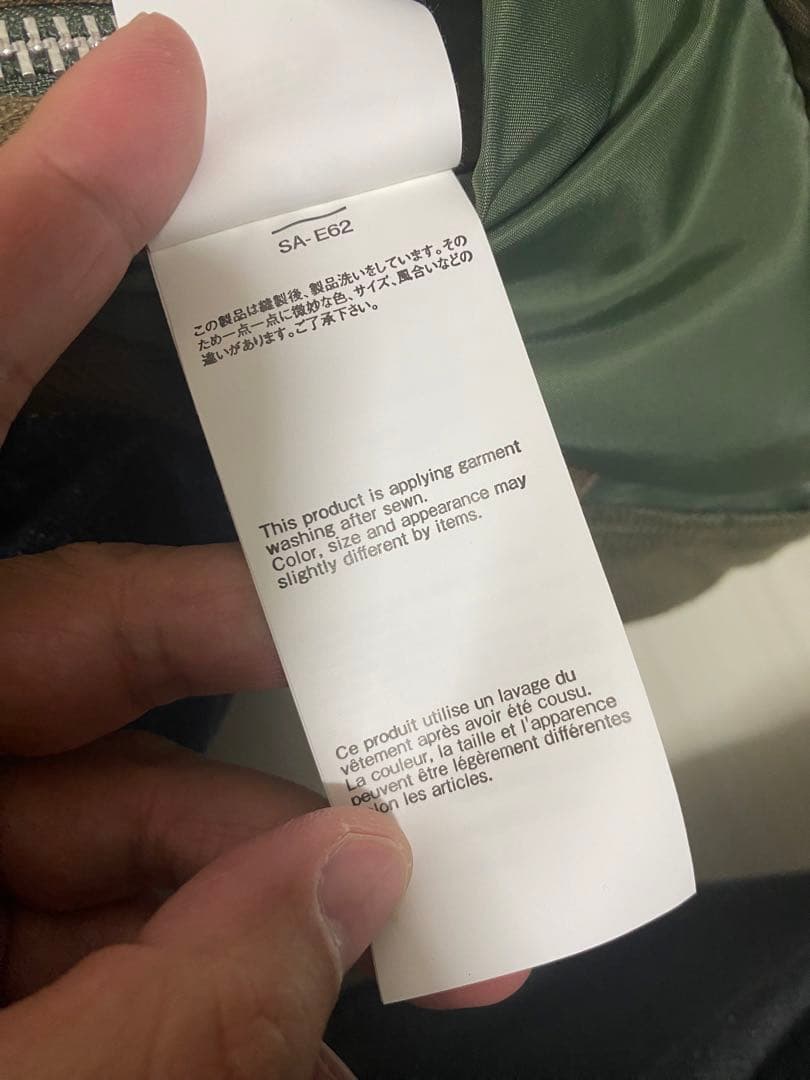 SA-E62
この製品は縫製後、製品洗いをしています。その
ため一点一点に微妙な色、サイズ、風合いなどの
違いがあります。ご了承下さい。
This product is applying garment
washing after sewn.
Color, size and appearance may
slightly different by items.
Ce produit utilise un lavage du
vêtement après avoir été cousu.
La couleur, la taille et l'apparence
peuvent être légèrement différentes
les articles.